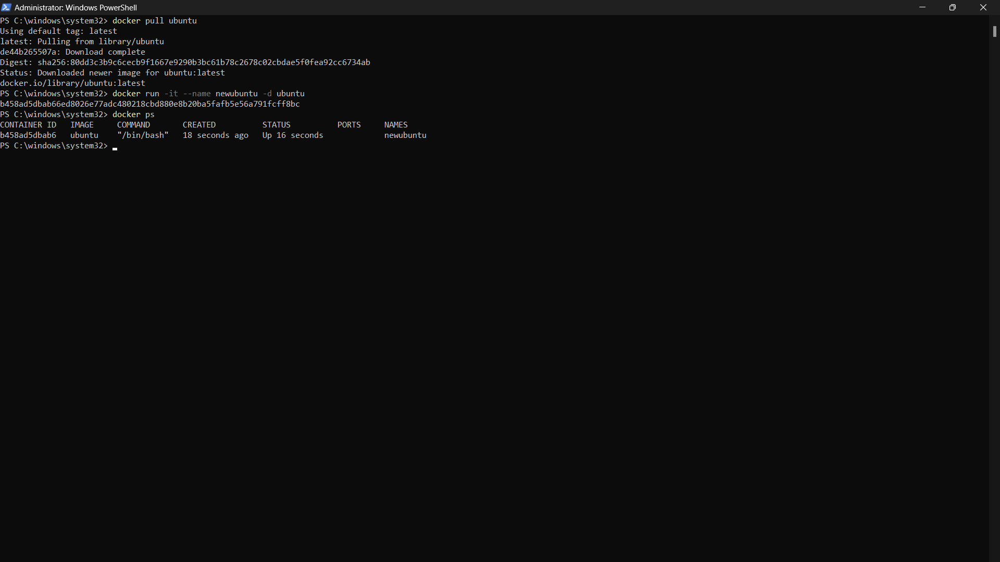 Administrator: Windows PowerShell
PS C:\windows\system32> docker pull ubuntu
Using default tag: latest
latest: Pulling from library/ubuntu
de44b265507a: Download complete
Digest: sha256:80dd3c3b9c6cecb9f1667e9290b3bc61b78c2678c02cbdae5f0fea92cc6734ab
Status: Downloaded newer image for ubuntu:latest
docker.io/library/ubuntu:latest
PS C:\windows\system32> docker run -it --name newubuntu -d ubuntu
b458ad5dbab66ed8026e77adc480218cbd880e8b20ba5fafb5e56a791fcff8bc
PS C:\windows\system32> docker ps
CONTAINER ID   IMAGE     COMMAND       CREATED          STATUS          PORTS     NAMES
b458ad5dbab6   ubuntu    "/bin/bash"   18 seconds ago   Up 16 seconds             newubuntu
PS C:\windows\system32>